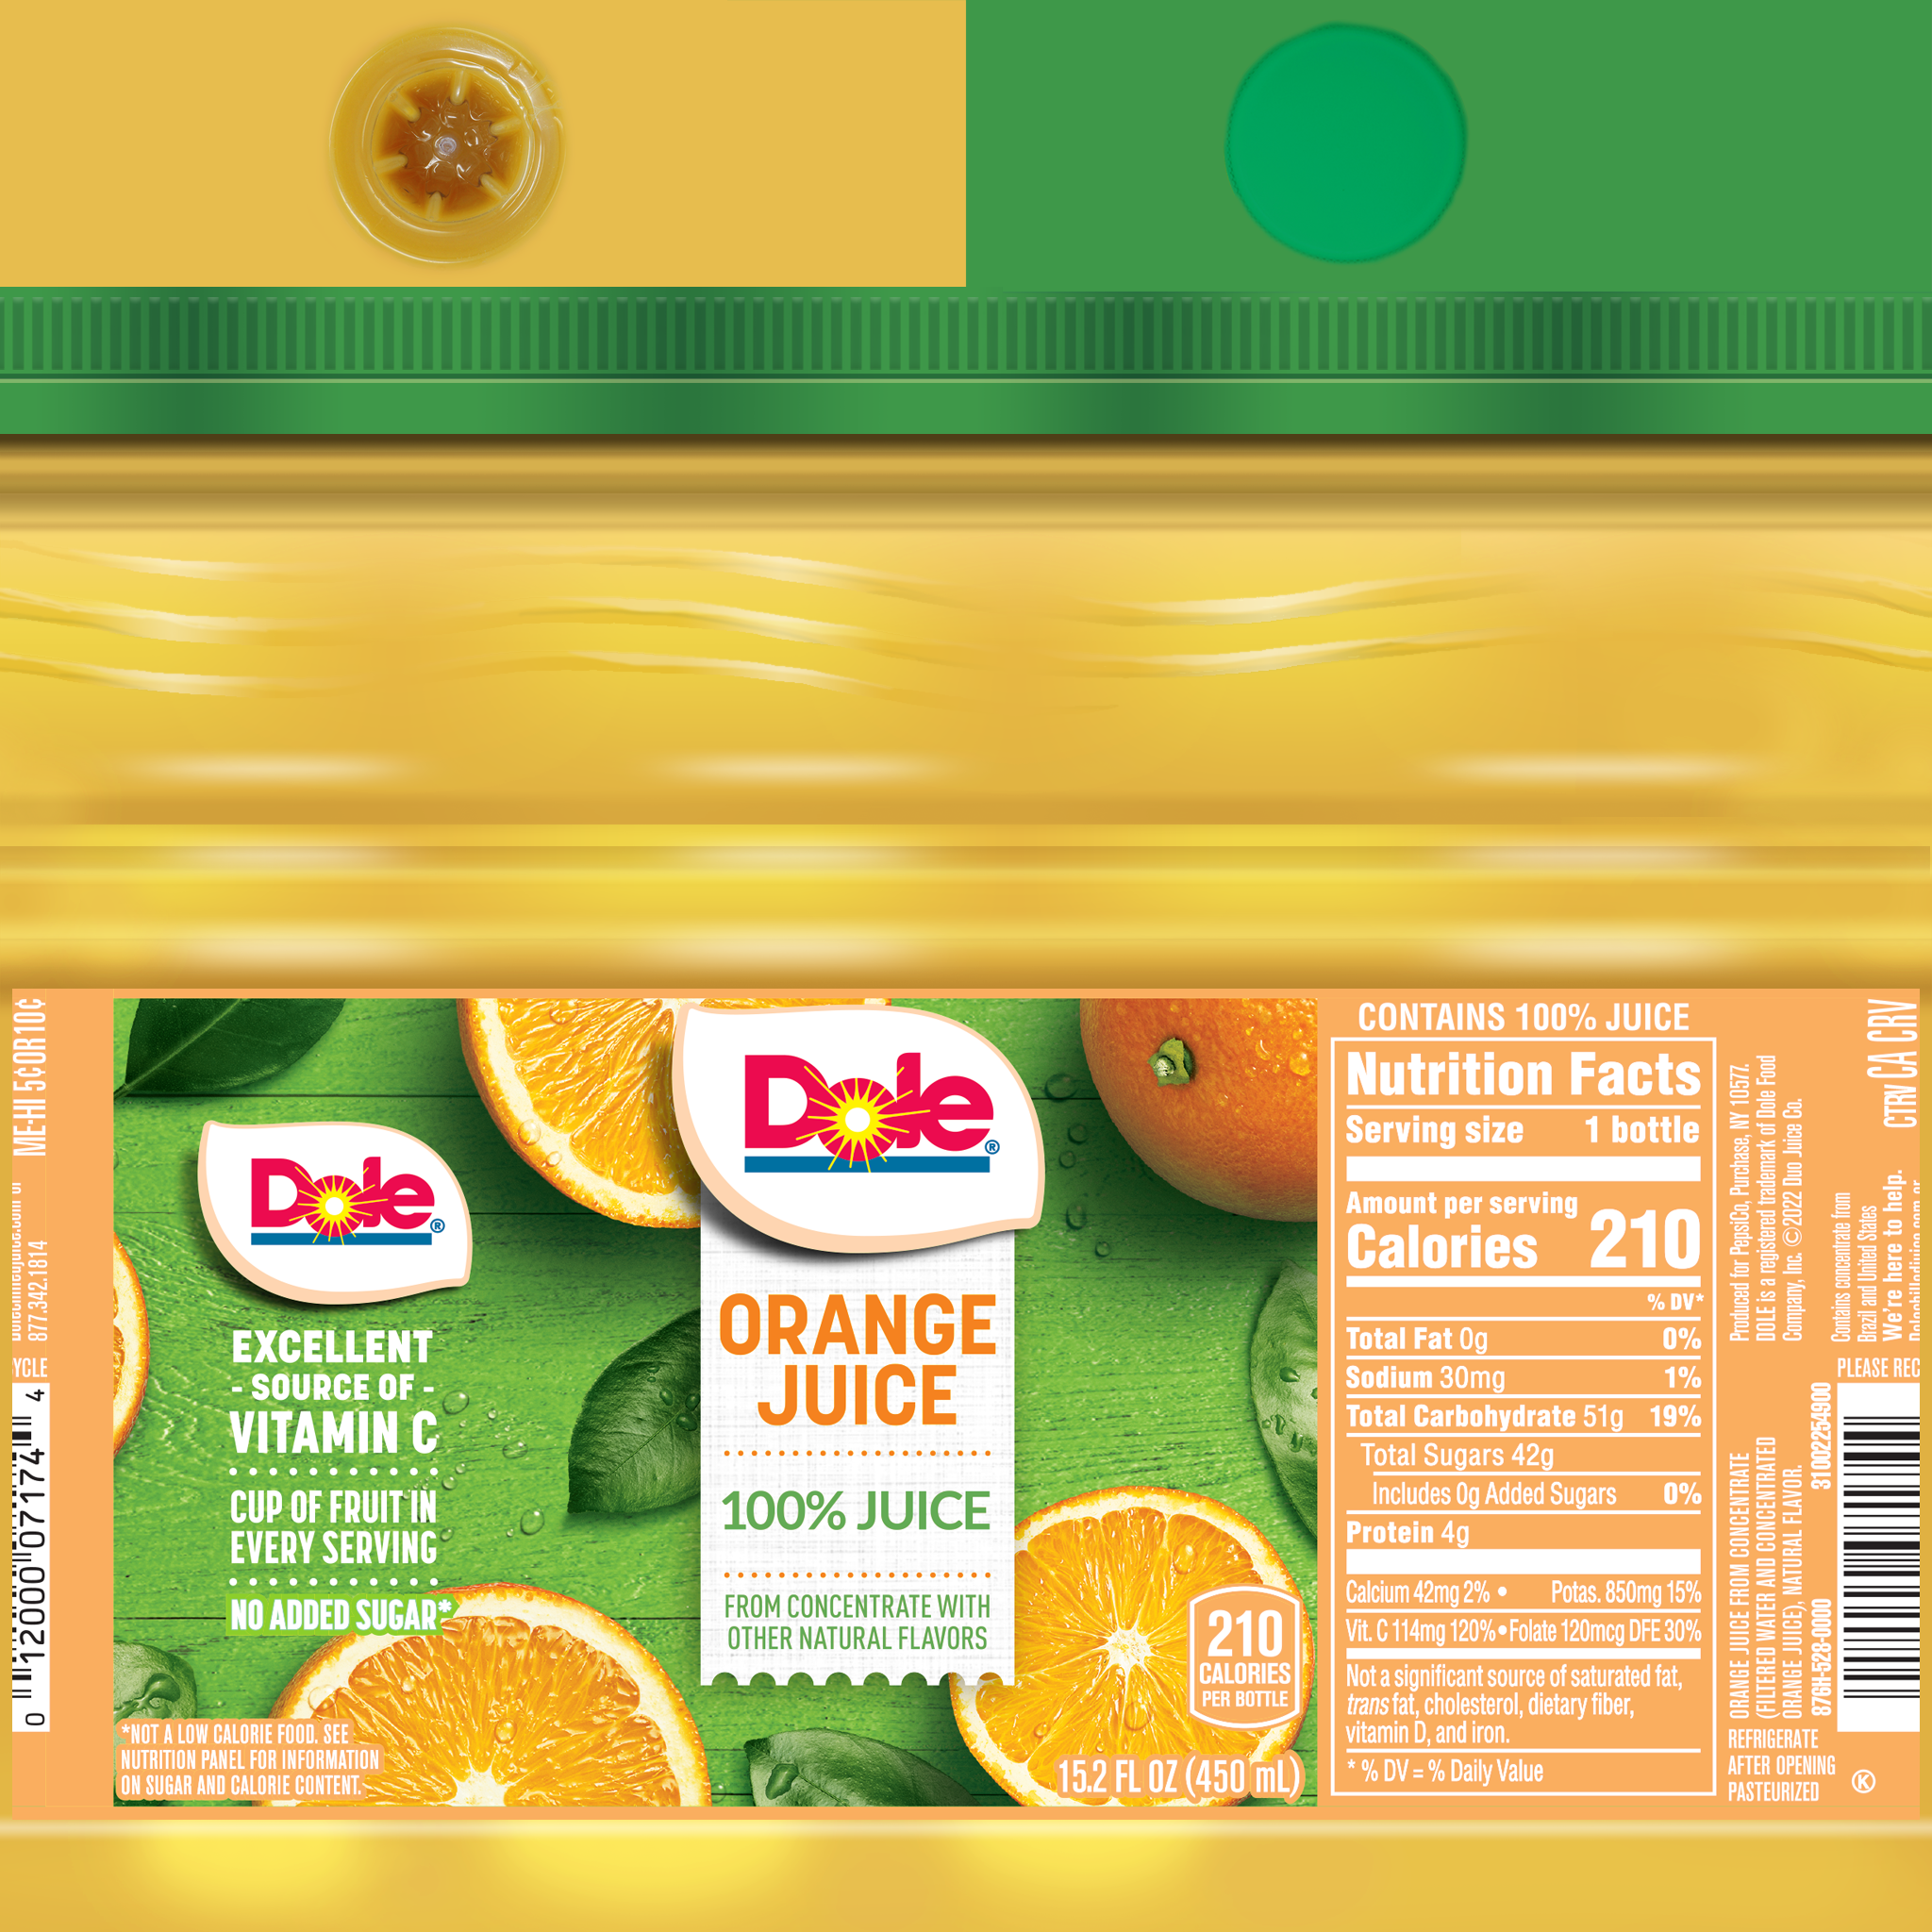 ME-HI 5¢ OR 10¢
877.342.1814
YCLE
0 12000 07174 4
Dole®
EXCELLENT
- SOURCE OF -
VITAMIN C
CUP OF FRUIT IN
EVERY SERVING
NO ADDED SUGAR*
*NOT A LOW CALORIE FOOD. SEE
NUTRITION PANEL FOR INFORMATION
ON SUGAR AND CALORIE CONTENT.
Dole®
ORANGE
JUICE
100% JUICE
FROM CONCENTRATE WITH
OTHER NATURAL FLAVORS
210
CALORIES
PER BOTTLE
15.2 FL OZ (450 mL)
CONTAINS 100% JUICE
Nutrition Facts
Serving size 1 bottle
Amount per serving
Calories 210
% DV*
Total Fat 0g 0%
Sodium 30mg 1%
Total Carbohydrate 51g 19%
Total Sugars 42g
Includes 0g Added Sugars 0%
Protein 4g
Calcium 42mg 2% • Potas. 850mg 15%
Vit. C 114mg 120% • Folate 120mcg DFE 30%
Not a significant source of saturated fat,
trans fat, cholesterol, dietary fiber,
vitamin D, and iron.
* % DV = % Daily Value
Produced for PepsiCo, Purchase, NY 10577.
DOLE is a registered trademark of Dole Food
Company, Inc. ©2022 Duo Juice Co.
Contains concentrate from
Brazil and United States
We're here to help.
CTRV CA CRV
ORANGE JUICE FROM CONCENTRATE
(FILTERED WATER AND CONCENTRATED
ORANGE JUICE), NATURAL FLAVOR.
876H-528-0000 31002254900
PLEASE REC
REFRIGERATE
AFTER OPENING
PASTEURIZED
K